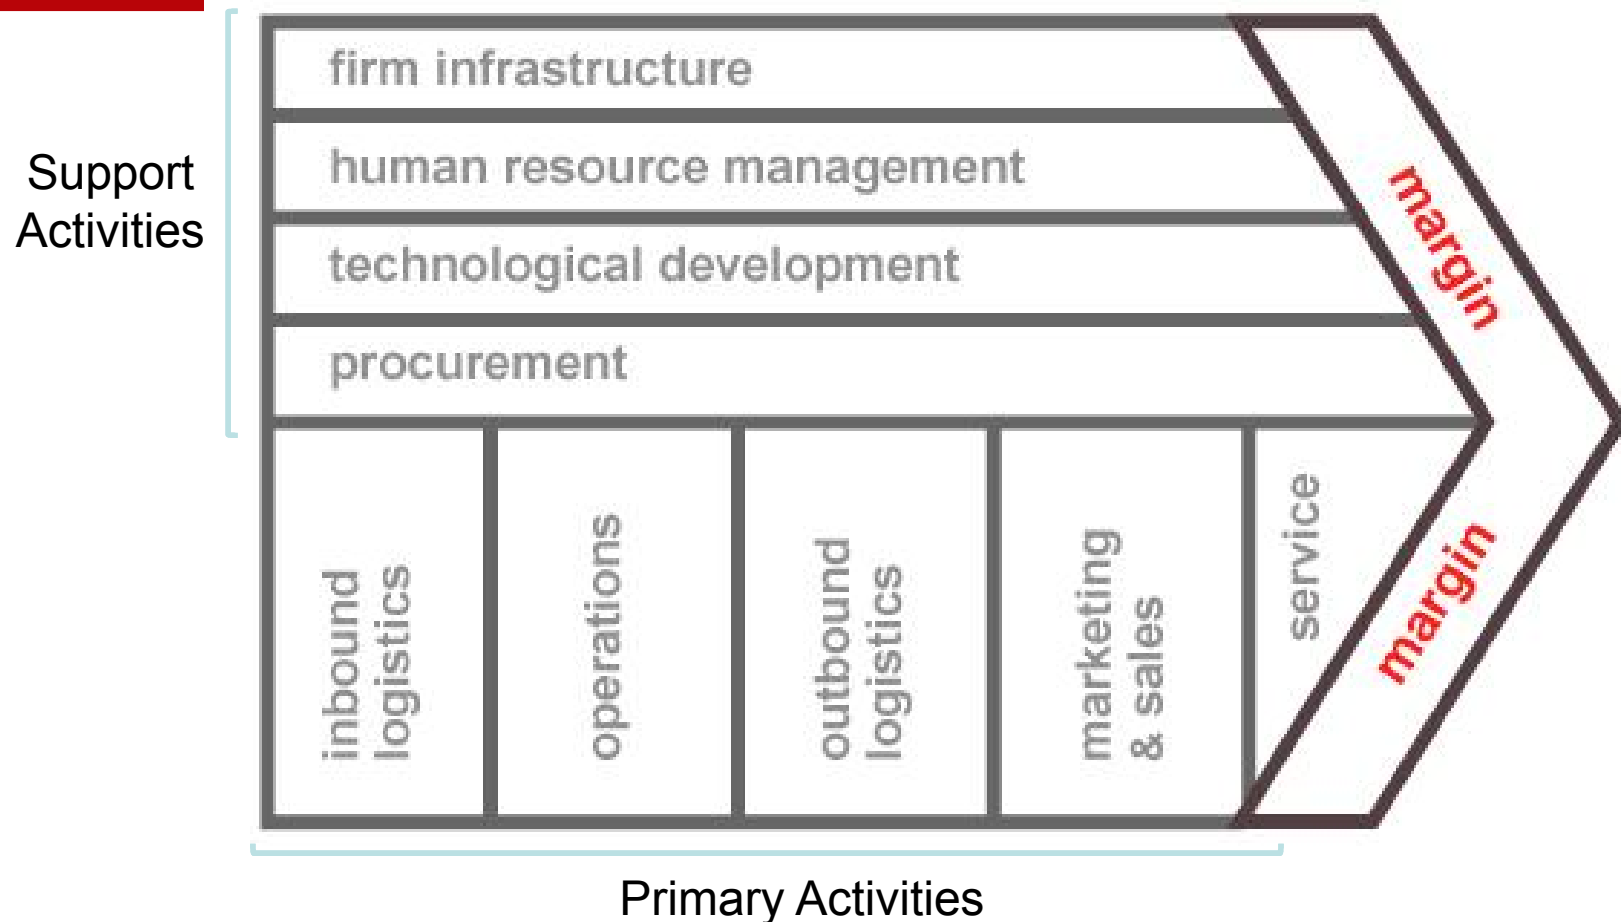 Support
Activities
firm infrastructure
human resource management
technological development
procurement
inbound
logistics
operations
outbound
logistics
marketing
& sales
service
margin
margin
Primary Activities